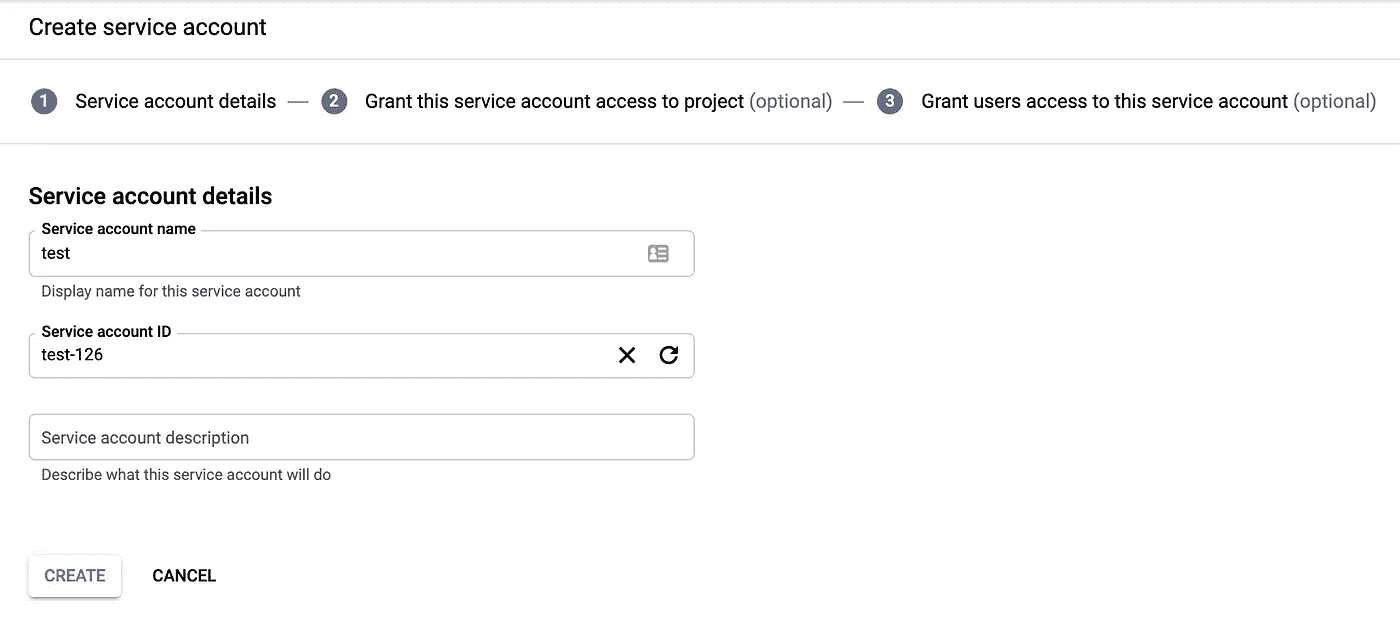 Create service account
1 Service account details — 2 Grant this service account access to project (optional) — 3 Grant users access to this service account (optional)
Service account details
Service account name
test
Display name for this service account
Service account ID
test-126
Service account description
Describe what this service account will do
CREATE CANCEL